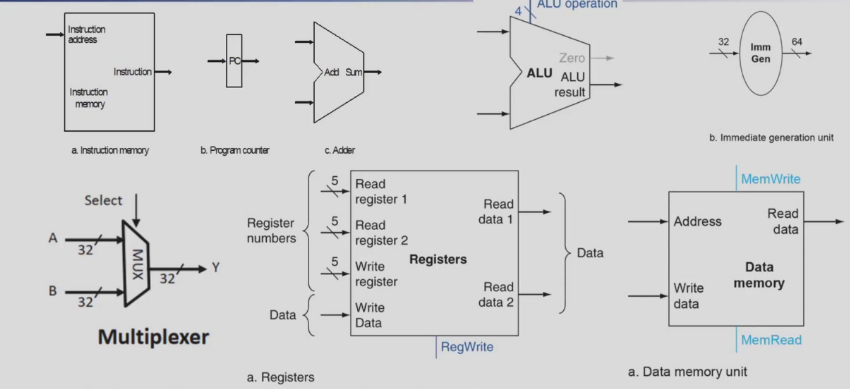 Instruction
address
Instruction
Instruction
memory
a. Instruction memory
PC
b. Program counter
Add Sum
c. Adder
4
ALU operation
Zero
ALU
ALU
result
32
Imm
Gen
64
b. Immediate generation unit
Select
A
32
B
32
MUX
32
Y
Multiplexer
Register
numbers
Data
5
Read
register 1
5
Read
register 2
5
Write
register
Write
Data
Registers
Read
data 1
Read
data 2
Data
RegWrite
a. Registers
MemWrite
Address
Read
data
Data
memory
Write
data
MemRead
a. Data memory unit